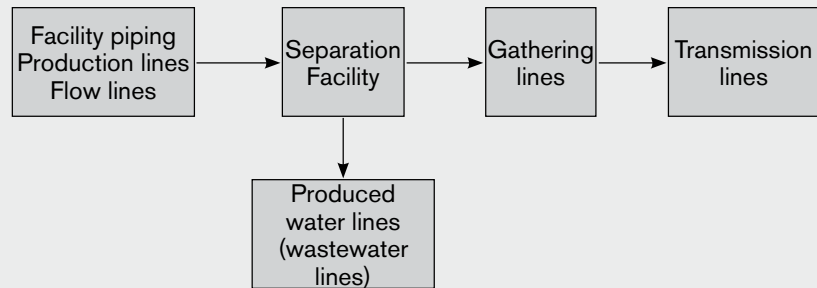 Facility piping
Production lines
Flow lines
Separation
Facility
Gathering
lines
Transmission
lines
Produced
water lines
(wastewater
lines)